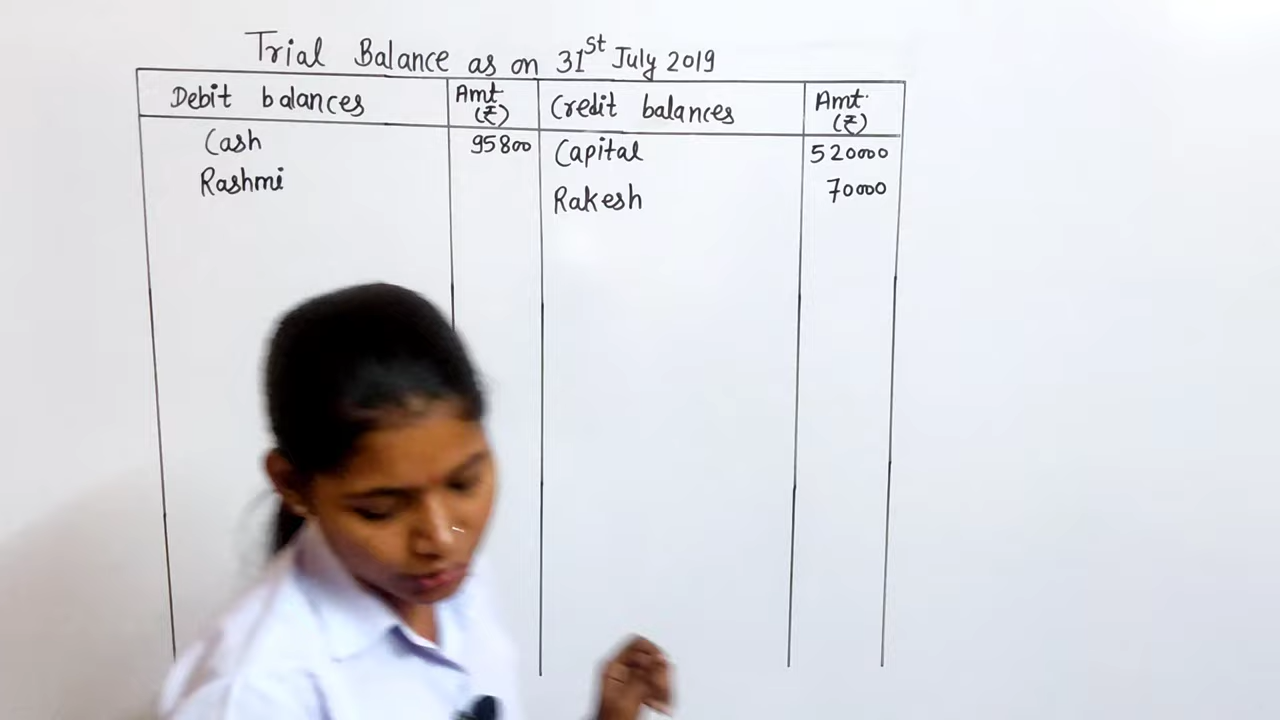 Trial Balance as on 31st July 2019
Debit balances Amt. (₹) Credit balances Amt. (₹)
Cash 95800 Capital 520000
Rashmi Rakesh 70000